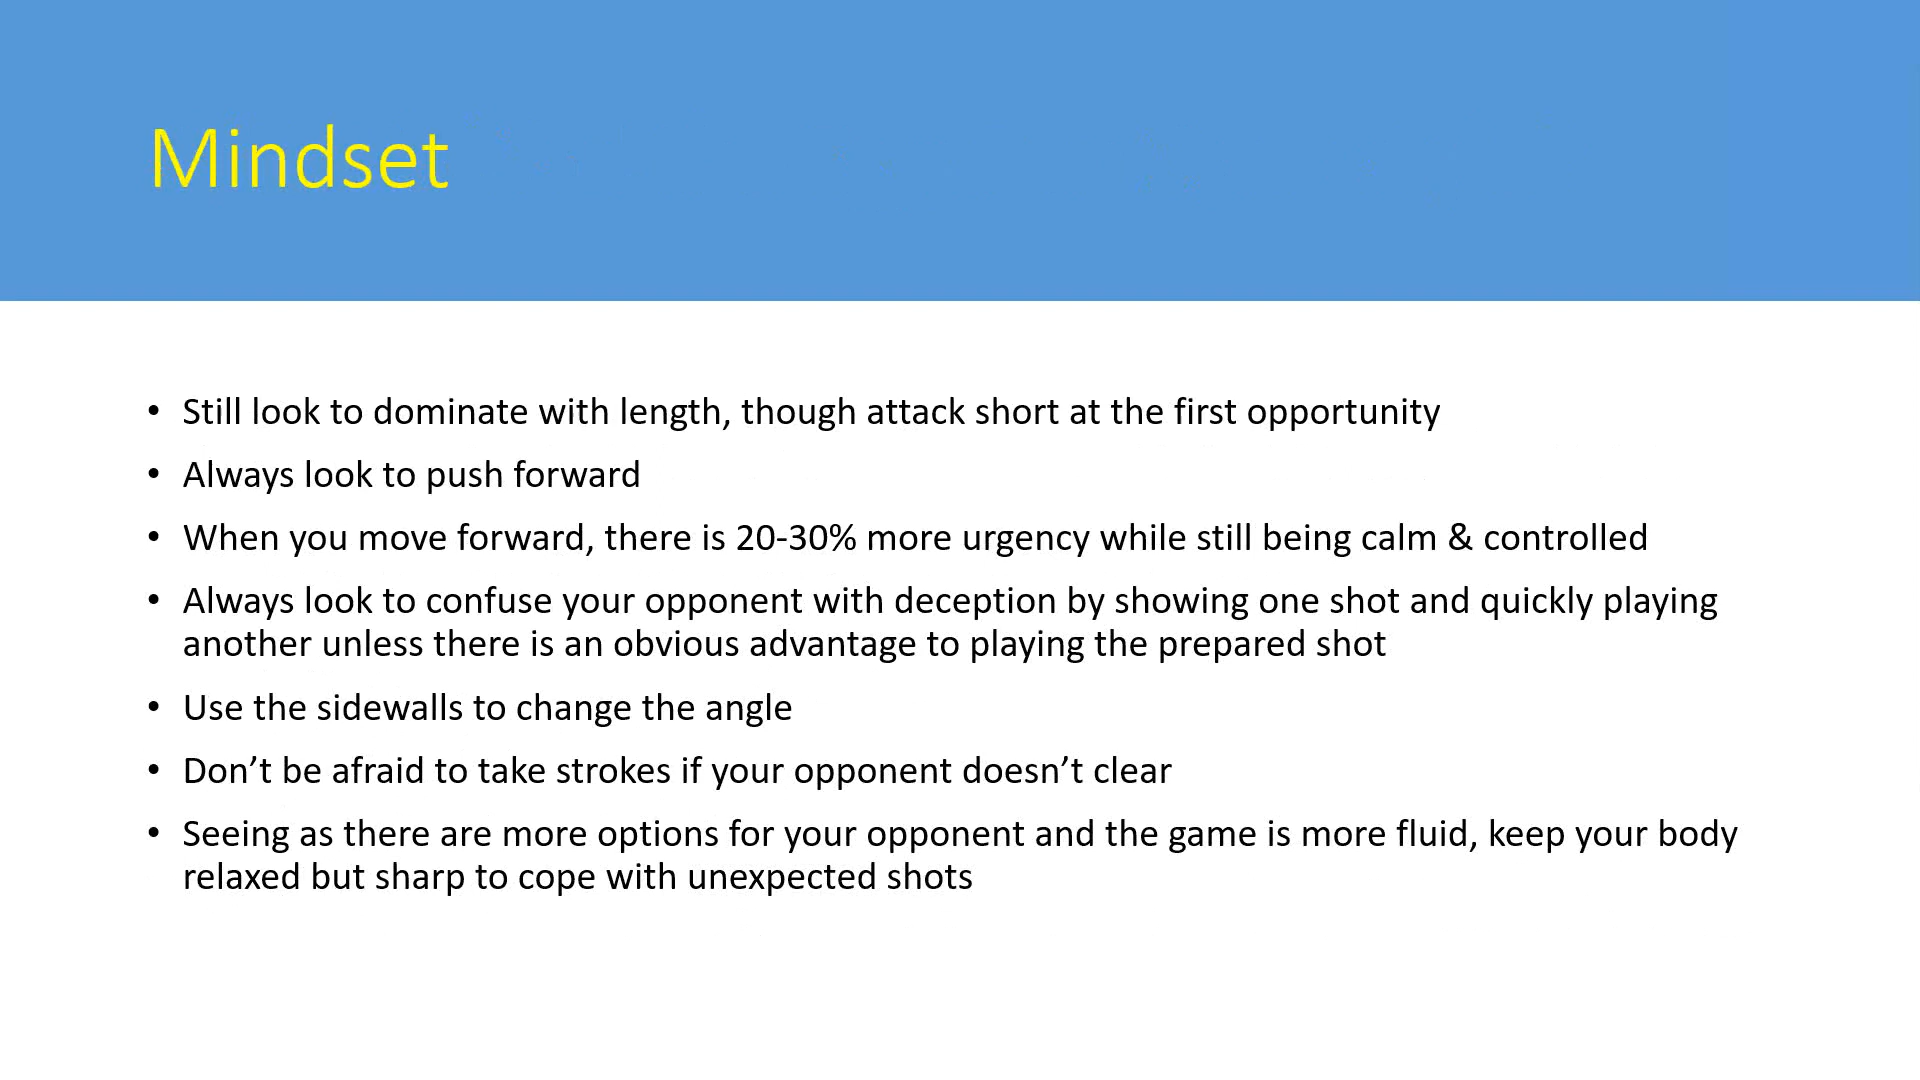 Mindset
• Still look to dominate with length, though attack short at the first opportunity
• Always look to push forward
• When you move forward, there is 20-30% more urgency while still being calm & controlled
• Always look to confuse your opponent with deception by showing one shot and quickly playing
another unless there is an obvious advantage to playing the prepared shot
• Use the sidewalls to change the angle
• Don’t be afraid to take strokes if your opponent doesn’t clear
• Seeing as there are more options for your opponent and the game is more fluid, keep your body
relaxed but sharp to cope with unexpected shots